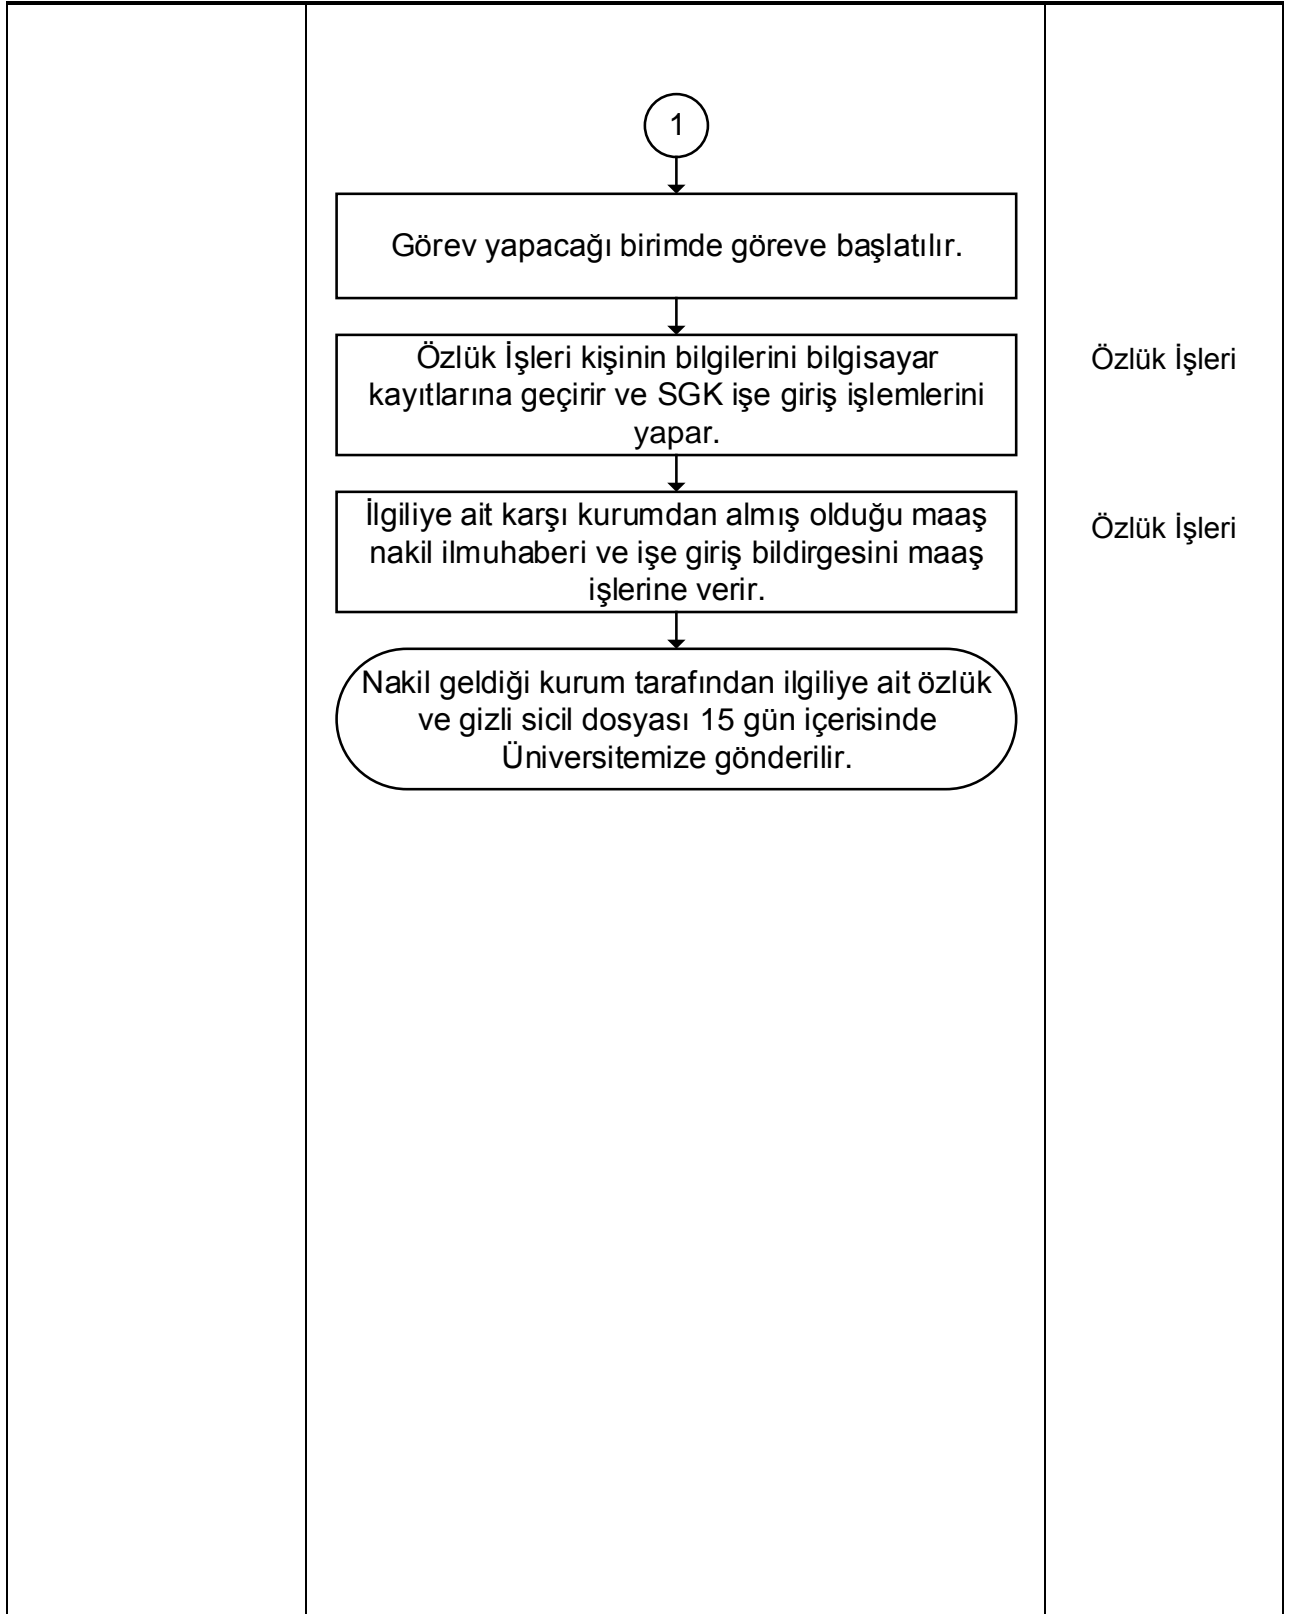 1
Görev yapacağı birimde göreve başlatılır.
Özlük İşleri kişinin bilgilerini bilgisayar
kayıtlarına geçirir ve SGK işe giriş işlemlerini
yapar.
Özlük İşleri
İlgiliye ait karşı kurumdan almış olduğu maaş
nakil ilmuhaberi ve işe giriş bildirgesini maaş
işlerine verir.
Özlük İşleri
Nakil geldiği kurum tarafından ilgiliye ait özlük
ve gizli sicil dosyası 15 gün içerisinde
Üniversitemize gönderilir.